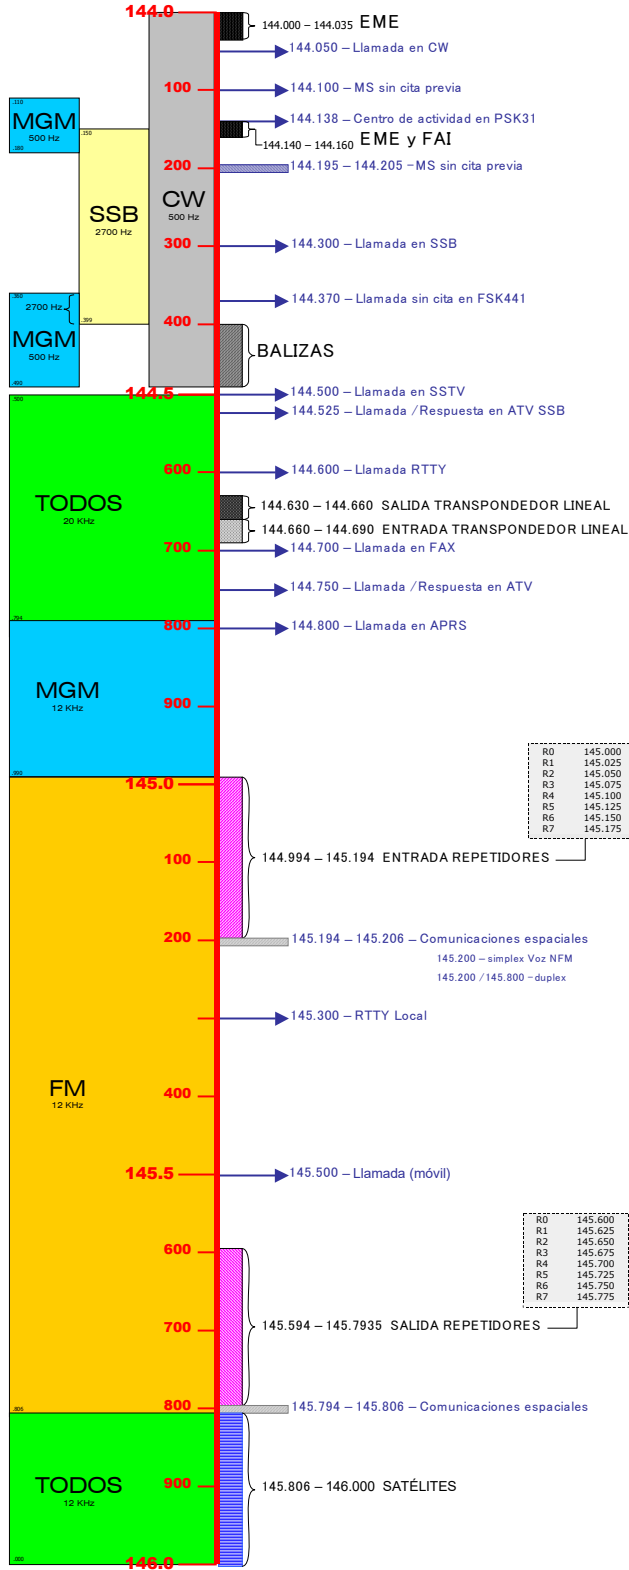 144.0
144.000 – 144.035 EME
144.050 – Llamada en CW
100
144.100 – MS sin cita previa
.110
MGM
500 Hz
.180
144.138 – Centro de actividad en PSK31
.150
144.140 – 144.160 EME y FAI
200
144.195 – 144.205 – MS sin cita previa
SSB
2700 Hz
CW
500 Hz
300
144.300 – Llamada en SSB
.360
2700 Hz
144.370 – Llamada sin cita en FSK441
.399
400
MGM
500 Hz
.490
BALIZAS
144.5
144.500 – Llamada en SSTV
.500
144.525 – Llamada / Respuesta en ATV SSB
600
144.600 – Llamada RTTY
TODOS
20 KHz
144.630 – 144.660 SALIDA TRANSPONDEDOR LINEAL
144.660 – 144.690 ENTRADA TRANSPONDEDOR LINEAL
700
144.700 – Llamada en FAX
144.750 – Llamada / Respuesta en ATV
.794
800
144.800 – Llamada en APRS
MGM
12 KHz
900
.990
145.0
R0 145.000
R1 145.025
R2 145.050
R3 145.075
R4 145.100
R5 145.125
R6 145.150
R7 145.175
100
144.994 – 145.194 ENTRADA REPETIDORES
200
145.194 – 145.206 – Comunicaciones espaciales
145.200 – simplex Voz NFM
145.200 / 145.800 – duplex
145.300 – RTTY Local
FM
12 KHz
400
145.5
145.500 – Llamada (móvil)
R0 145.600
R1 145.625
R2 145.650
R3 145.675
R4 145.700
R5 145.725
R6 145.750
R7 145.775
600
700
145.594 – 145.7935 SALIDA REPETIDORES
800
145.794 – 145.806 – Comunicaciones espaciales
.806
TODOS
12 KHz
900
145.806 – 146.000 SATÉLITES
.000
146.0